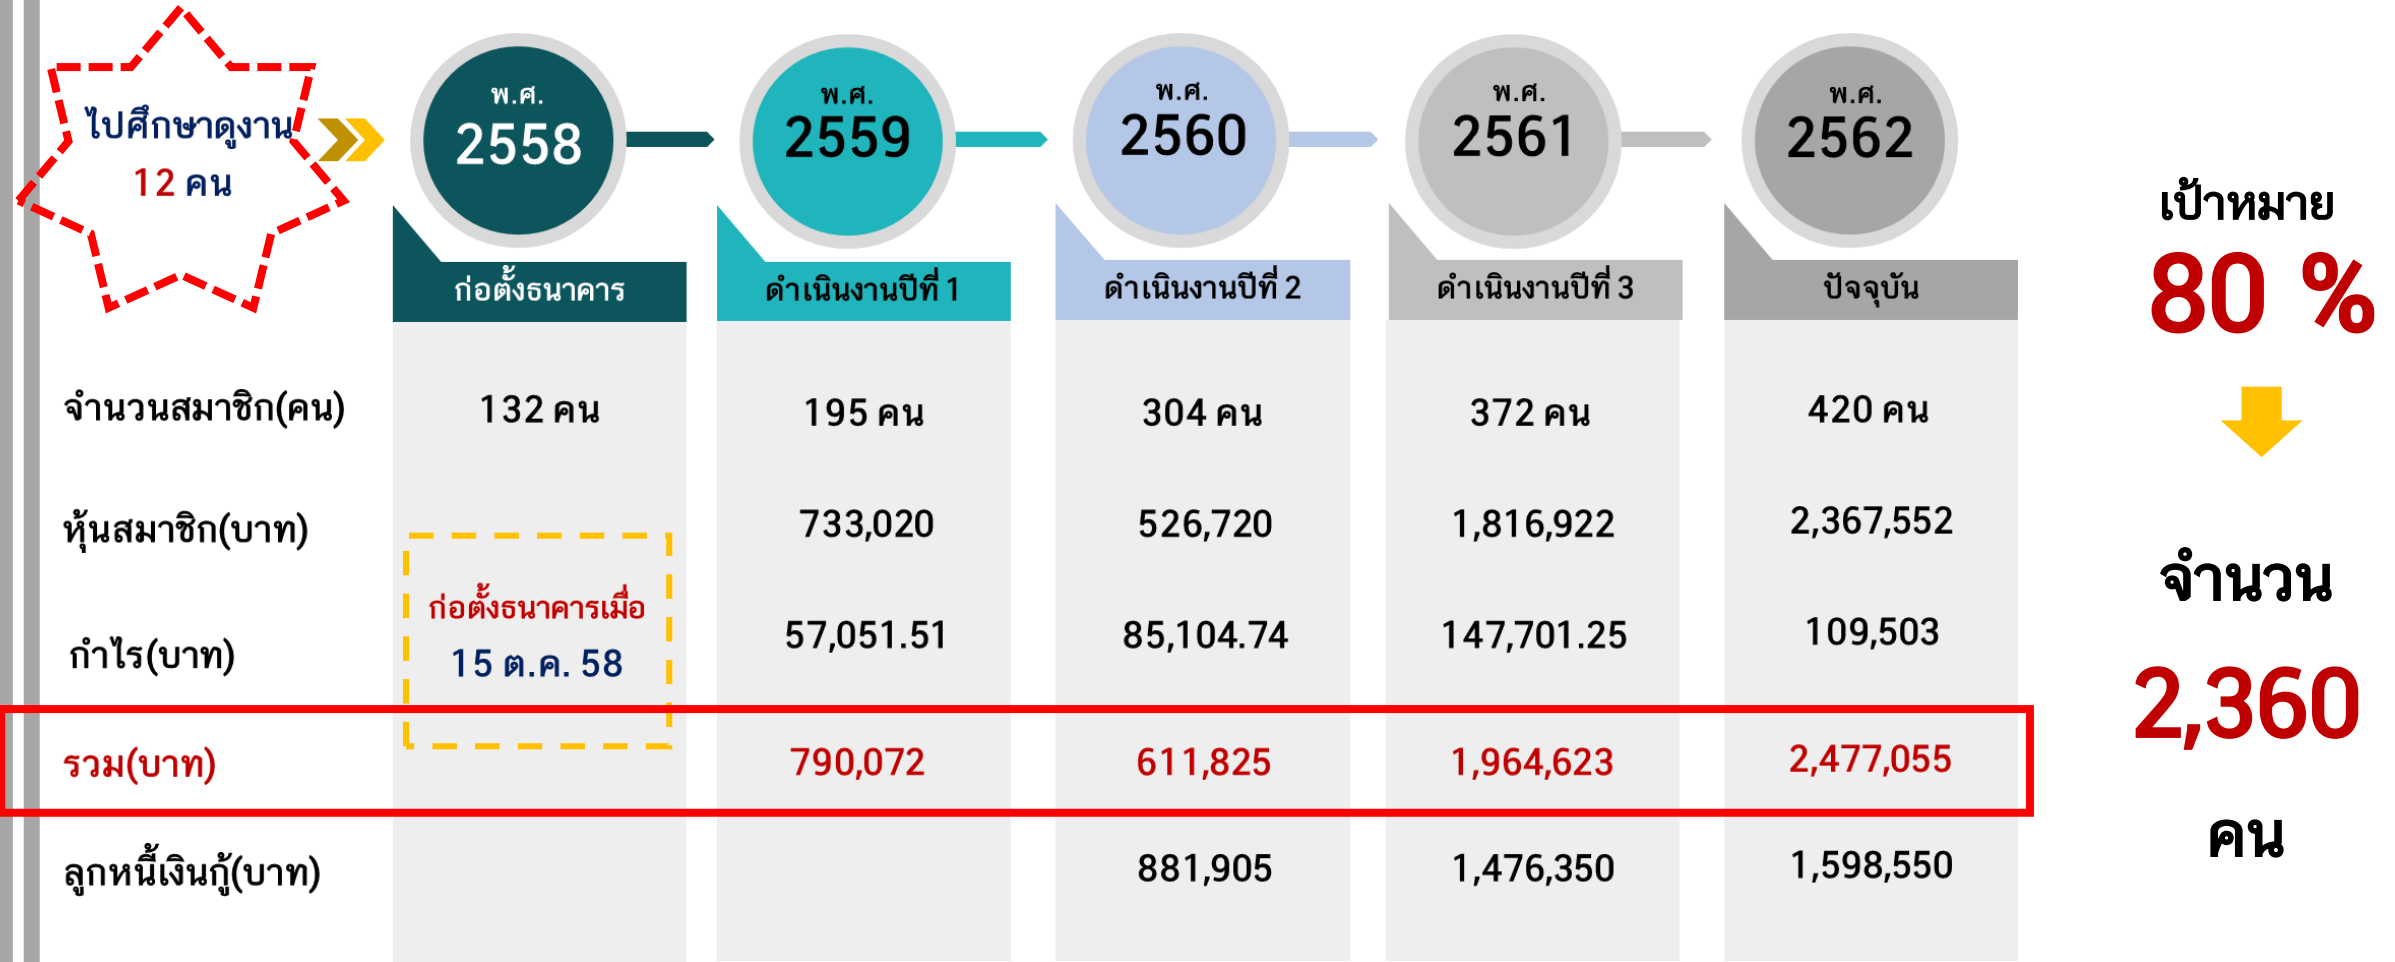 ไปศึกษาดูงาน
12 คน
พ.ศ.
2558
พ.ศ.
2559
พ.ศ.
2560
พ.ศ.
2561
พ.ศ.
2562
ก่อตั้งธนาคาร
ดำเนินงานปีที่ 1
ดำเนินงานปีที่ 2
ดำเนินงานปีที่ 3
ปัจจุบัน
จำนวนสมาชิก(คน) 132 คน 195 คน 304 คน 372 คน 420 คน
หุ้นสมาชิก(บาท) 733,020 526,720 1,816,922 2,367,552
ก่อตั้งธนาคารเมื่อ
15 ต.ค. 58
กำไร(บาท) 57,051.51 85,104.74 147,701.25 109,503
รวม(บาท) 790,072 611,825 1,964,623 2,477,055
ลูกหนี้เงินกู้(บาท) 881,905 1,476,350 1,598,550
เป้าหมาย
80 %
จำนวน
2,360
คน